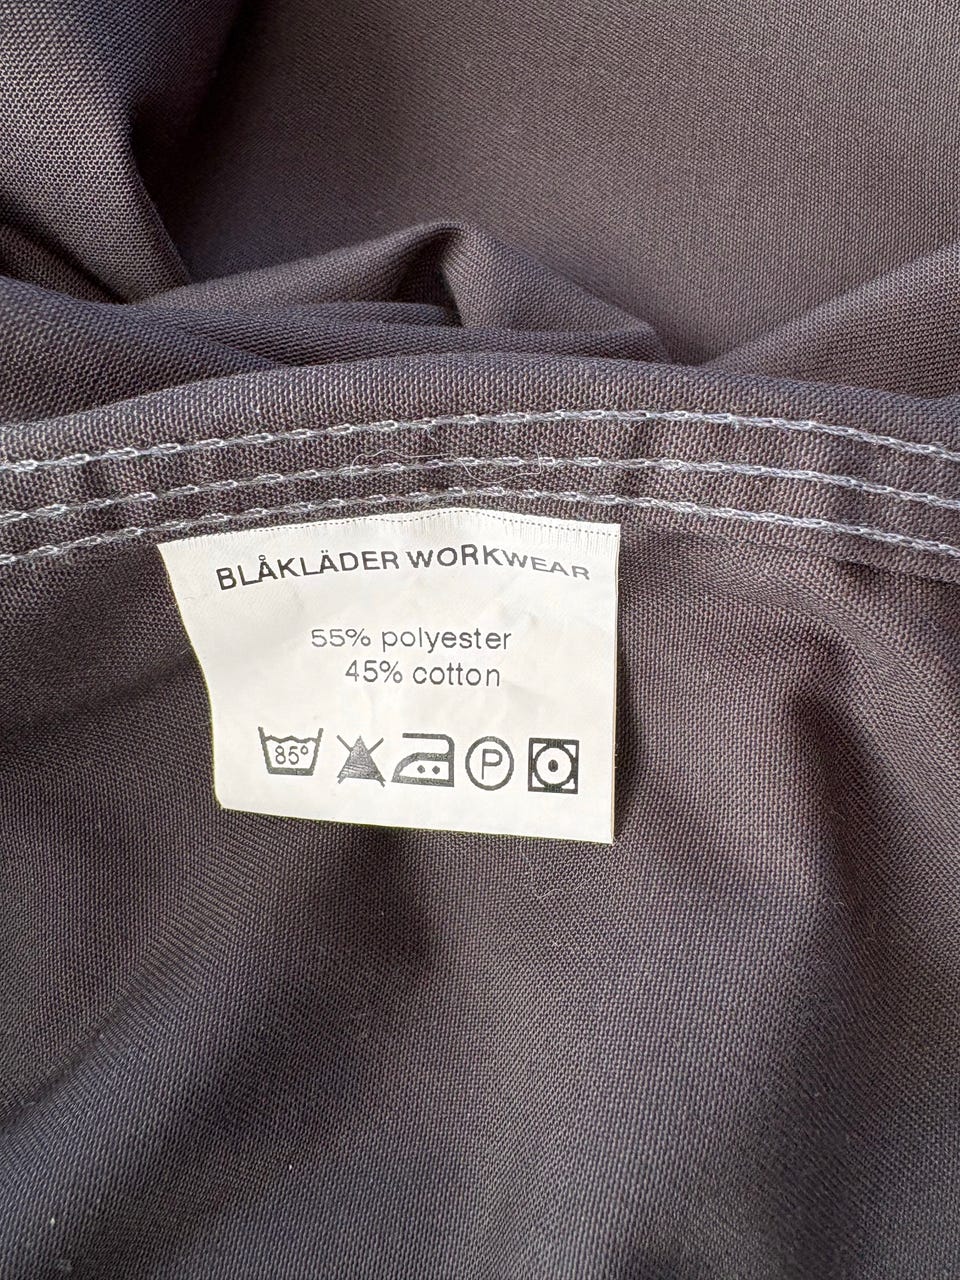 BLÅKLÄDER WORKWEAR
55% polyester
45% cotton
85° P